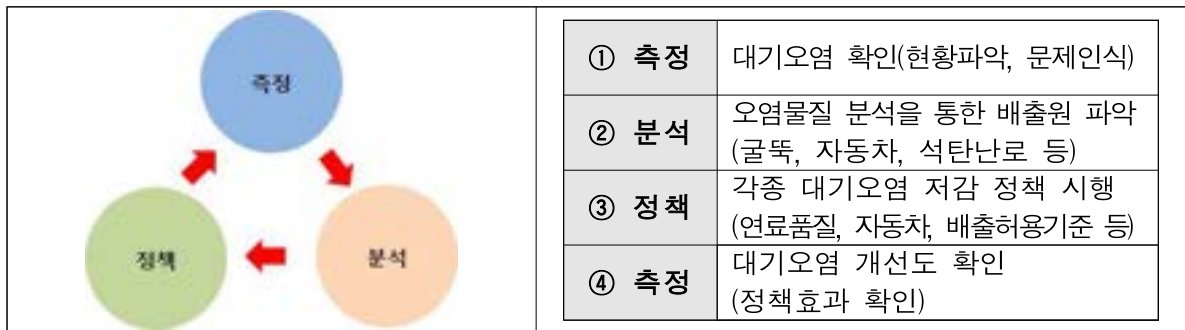 측정
정책
분석
① 측정
대기오염 확인(현황파악, 문제인식)
② 분석
오염물질 분석을 통한 배출원 파악
(굴뚝, 자동차, 석탄난로 등)
③ 정책
각종 대기오염 저감 정책 시행
(연료품질, 자동차, 배출허용기준 등)
④ 측정
대기오염 개선도 확인
(정책효과 확인)